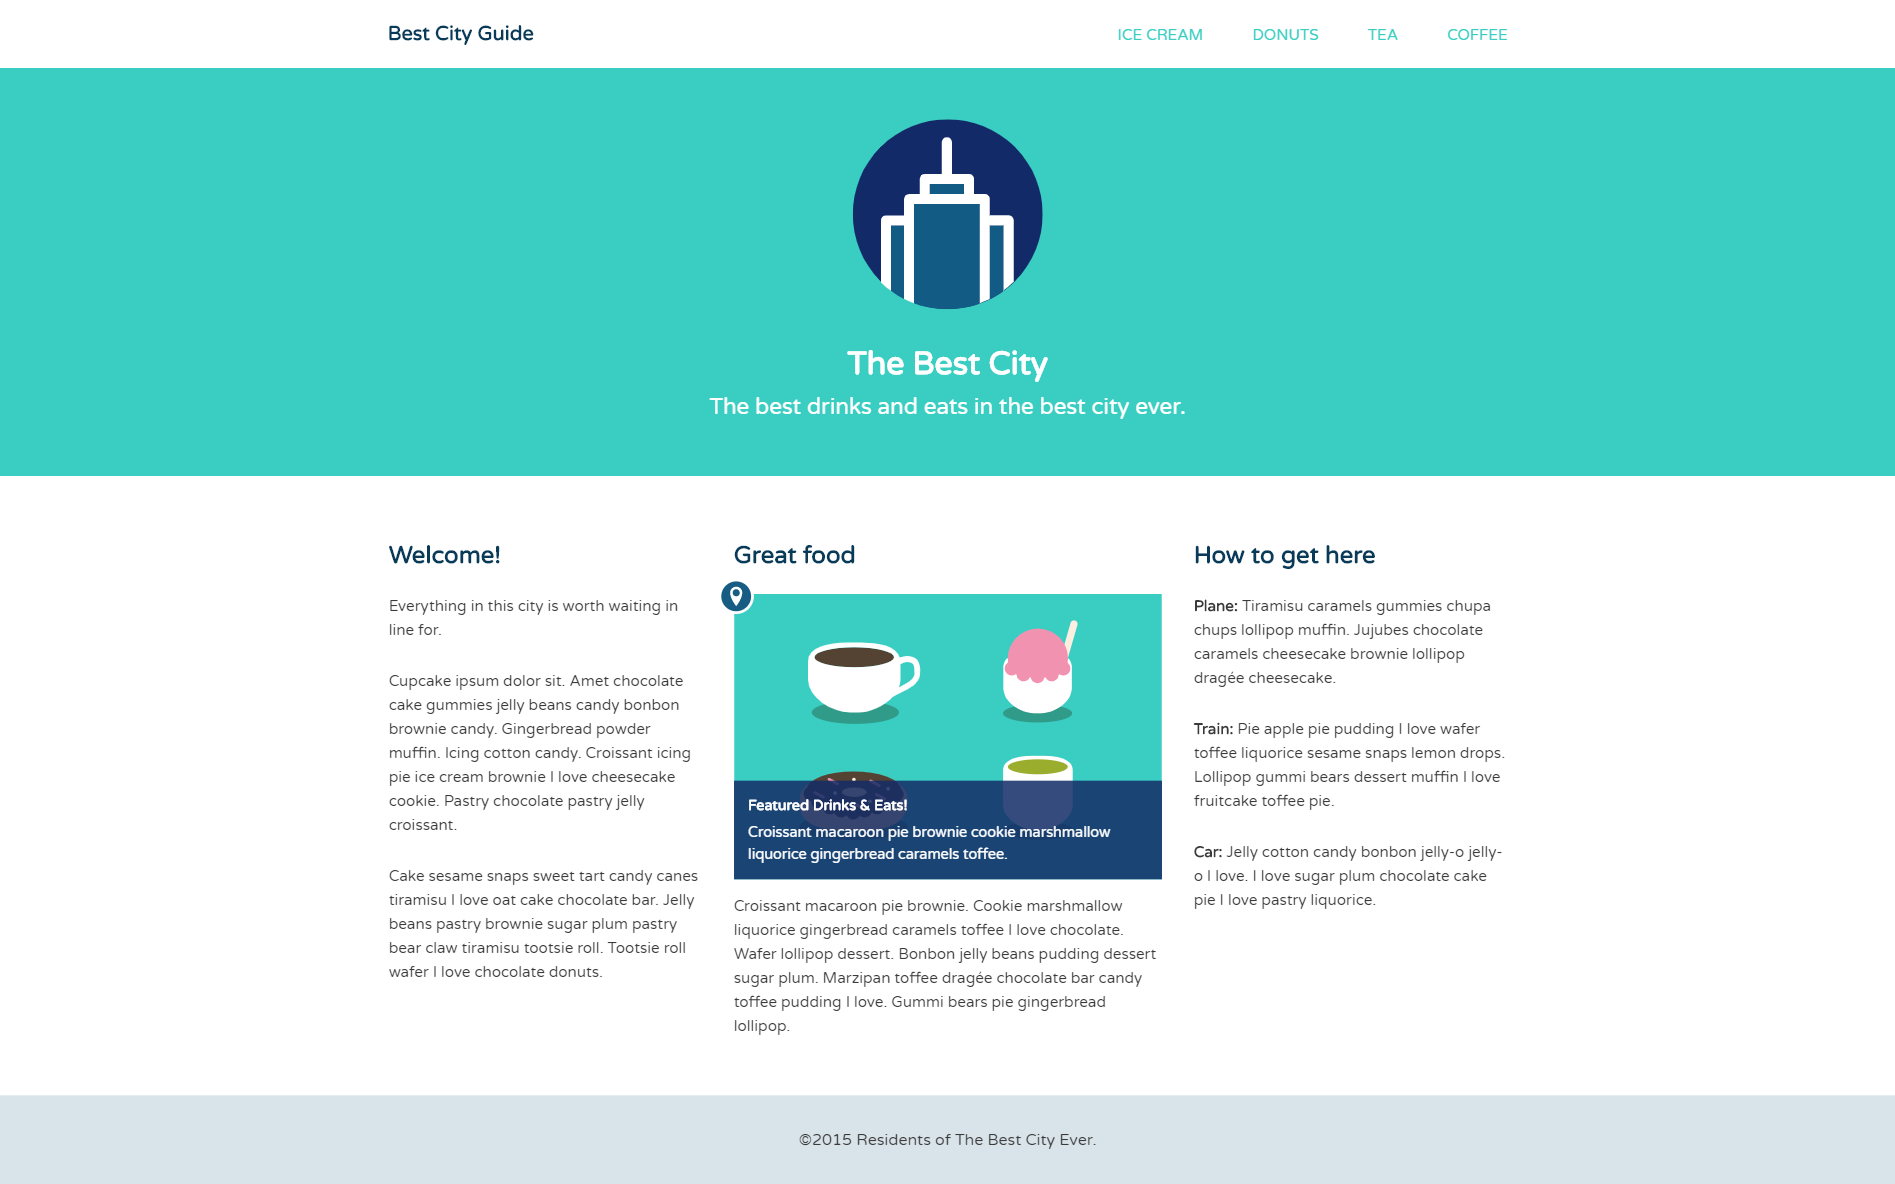 Best City Guide
ICE CREAM
DONUTS
TEA
COFFEE
The Best City
The best drinks and eats in the best city ever.
Welcome!
Everything in this city is worth waiting in
line for.
Cupcake ipsum dolor sit. Amet chocolate
cake gummies jelly beans candy bonbon
brownie candy. Gingerbread powder
muffin. Icing cotton candy. Croissant icing
pie ice cream brownie I love cheesecake
cookie. Pastry chocolate pastry jelly
croissant.
Cake sesame snaps sweet tart candy canes
tiramisu I love oat cake chocolate bar. Jelly
beans pastry brownie sugar plum pastry
bear claw tiramisu tootsie roll. Tootsie roll
wafer I love chocolate donuts.
Great food
Featured Drinks & Eats!
Croissant macaroon pie brownie cookie marshmallow
liquorice gingerbread caramels toffee.
Croissant macaroon pie brownie. Cookie marshmallow
liquorice gingerbread caramels toffee I love chocolate.
Wafer lollipop dessert. Bonbon jelly beans pudding dessert
sugar plum. Marzipan toffee dragée chocolate bar candy
toffee pudding I love. Gummi bears pie gingerbread
lollipop.
How to get here
Plane: Tiramisu caramels gummies chupa
chups lollipop muffin. Jujubes chocolate
caramels cheesecake brownie lollipop
dragée cheesecake.
Train: Pie apple pie pudding I love wafer
toffee liquorice sesame snaps lemon drops.
Lollipop gummi bears dessert muffin I love
fruitcake toffee pie.
Car: Jelly cotton candy bonbon jelly-o jelly-
o I love. I love sugar plum chocolate cake
pie I love pastry liquorice.
©2015 Residents of The Best City Ever.